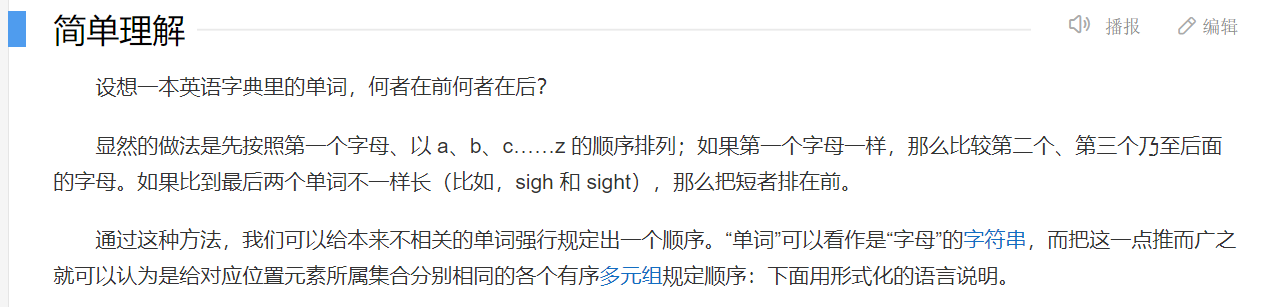 简单理解
播报
编辑
设想一本英语字典里的单词，何者在前何者在后？
显然的做法是先按照第一个字母、以 a、b、c……z 的顺序排列；如果第一个字母一样，那么比较第二个、第三个乃至后面
的字母。如果比到最后两个单词不一样长（比如，sigh 和 sight），那么把短者排在前。
通过这种方法，我们可以给本来不相关的单词强行规定出一个顺序。“单词”可以看作是“字母”的字符串，而把这一点推而广之
就可以认为是给对应位置元素所属集合分别相同的各个有序多元组规定顺序：下面用形式化的语言说明。